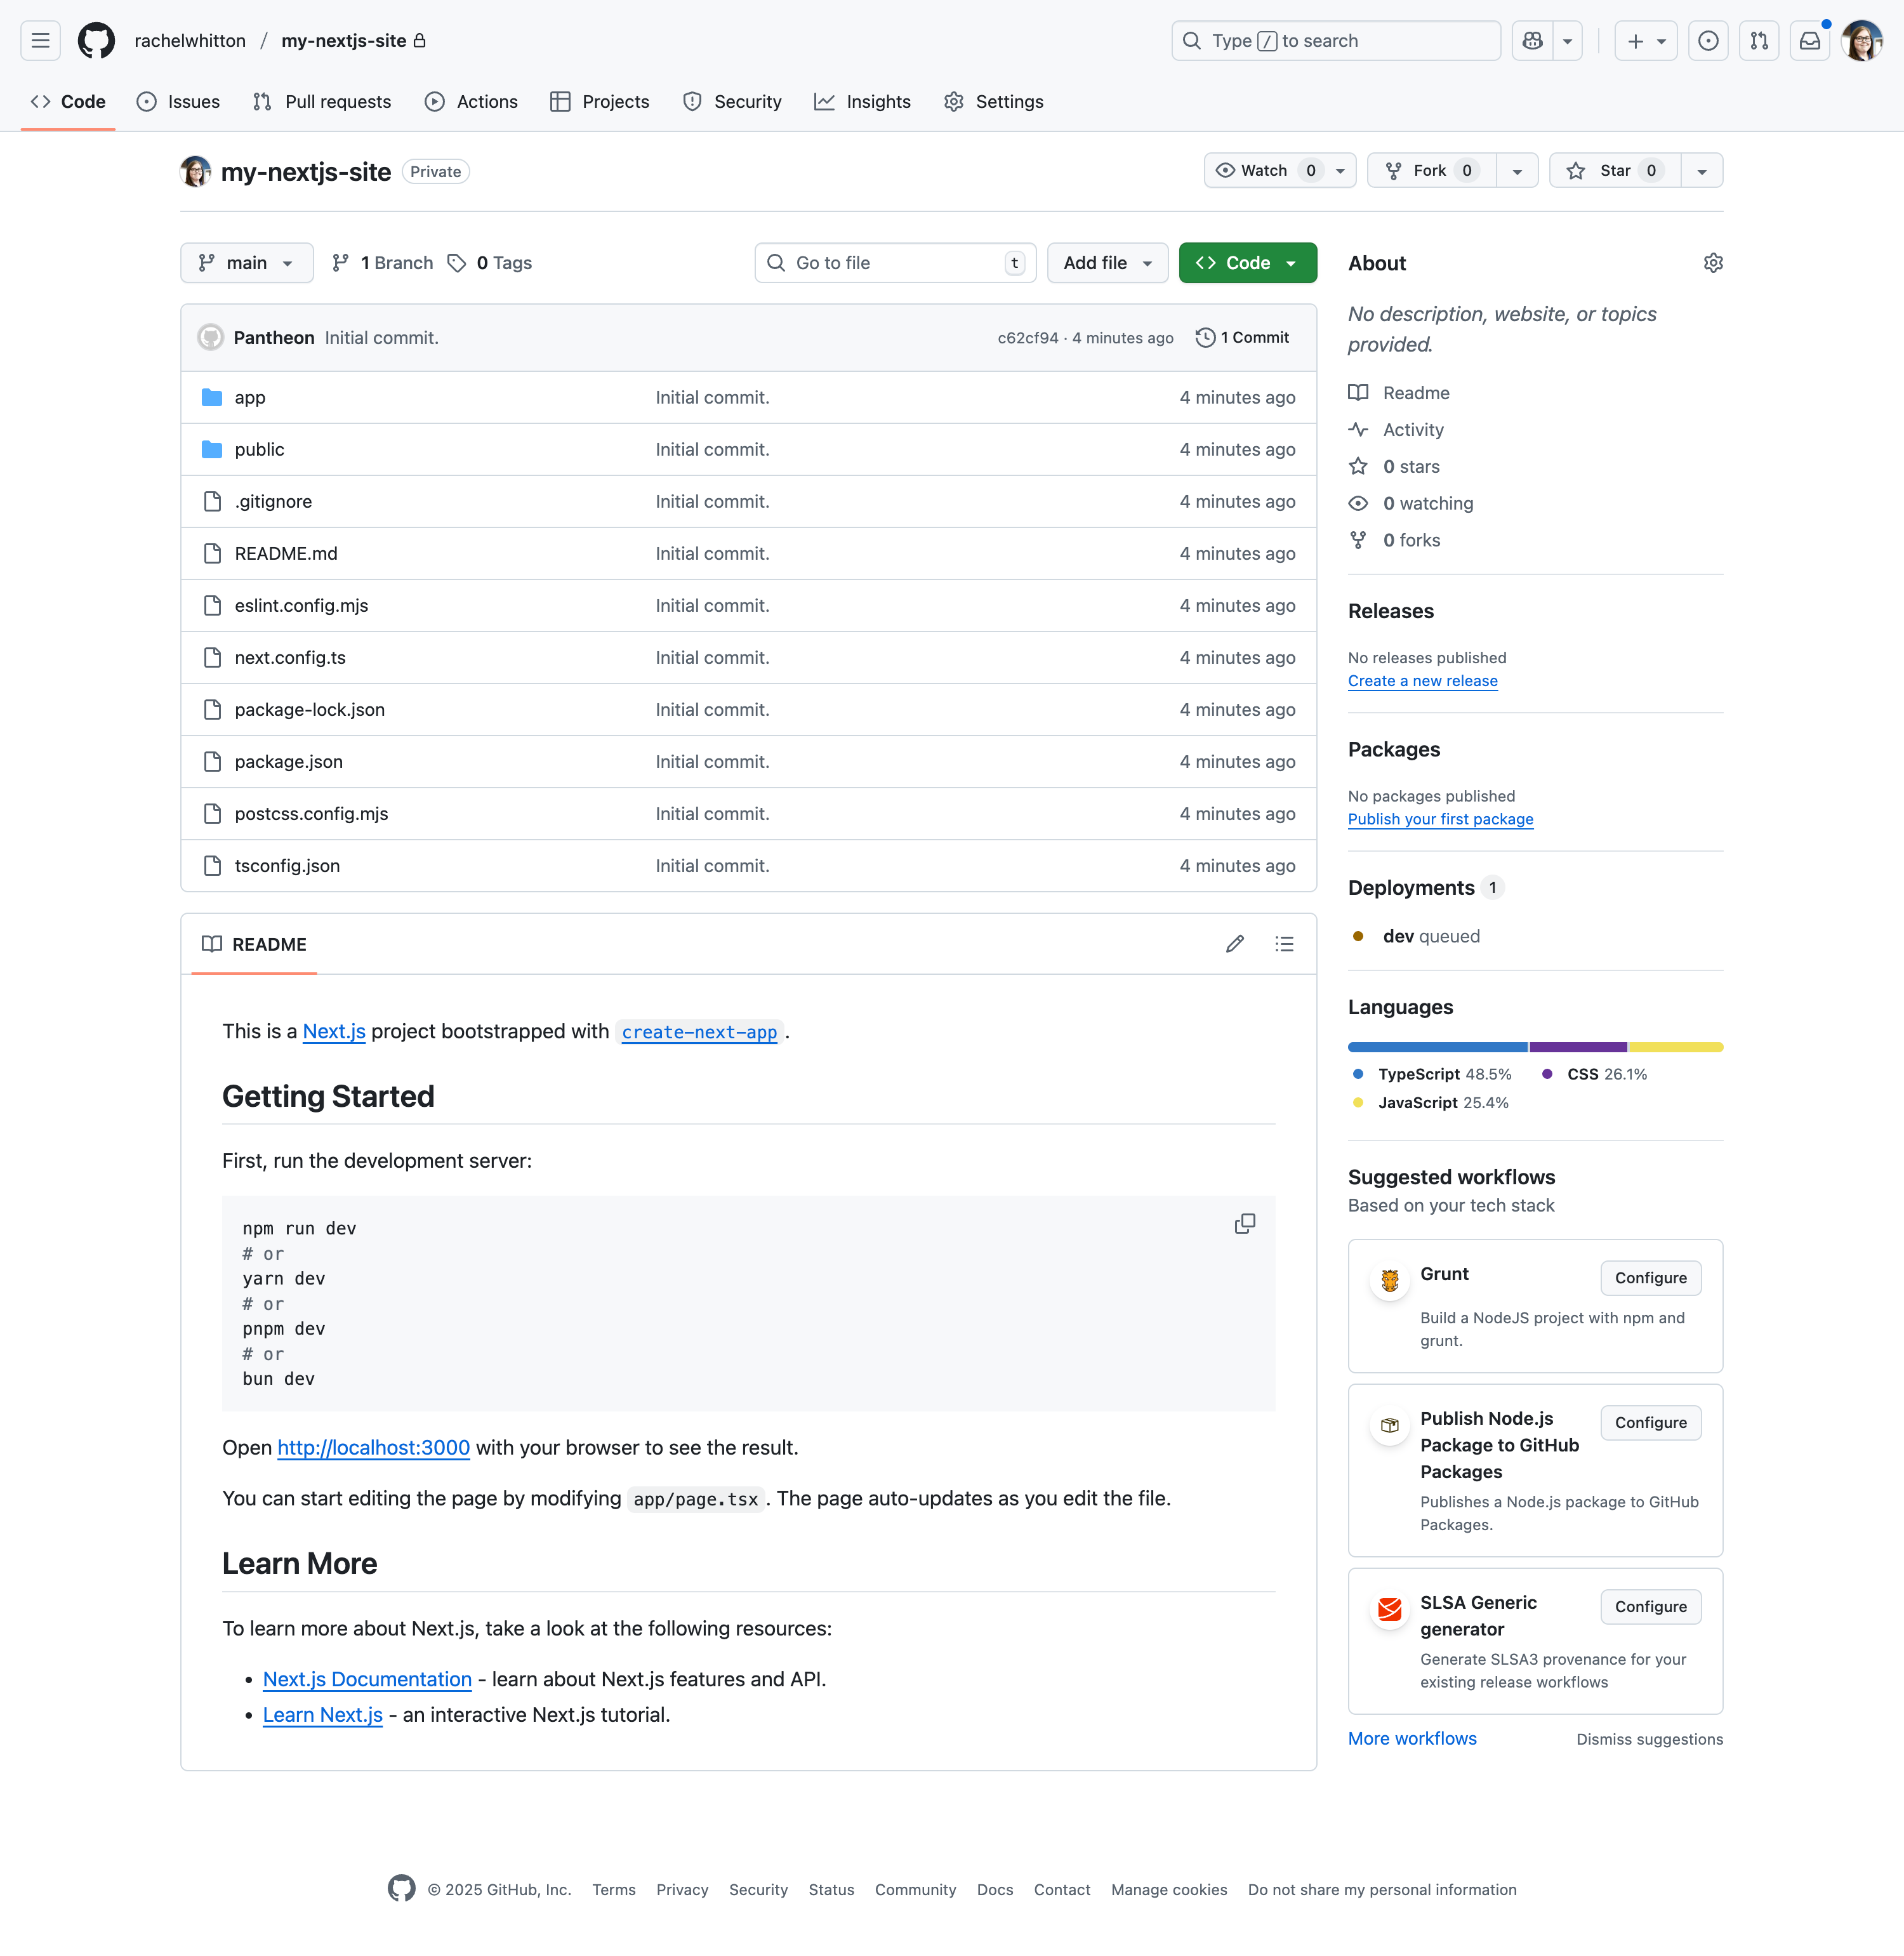 rachelwhitton / my-nextjs-site
Type / to search
Code
Issues
Pull requests
Actions
Projects
Security
Insights
Settings
my-nextjs-site Private
Watch 0
Fork 0
Star 0
main
1 Branch
0 Tags
Go to file t
Add file
Code
Pantheon Initial commit. c62cf94 · 4 minutes ago 1 Commit
app Initial commit. 4 minutes ago
public Initial commit. 4 minutes ago
.gitignore Initial commit. 4 minutes ago
README.md Initial commit. 4 minutes ago
eslint.config.mjs Initial commit. 4 minutes ago
next.config.ts Initial commit. 4 minutes ago
package-lock.json Initial commit. 4 minutes ago
package.json Initial commit. 4 minutes ago
postcss.config.mjs Initial commit. 4 minutes ago
tsconfig.json Initial commit. 4 minutes ago
README
This is a Next.js project bootstrapped with create-next-app.
Getting Started
First, run the development server:
npm run dev
# or
yarn dev
# or
pnpm dev
# or
bun dev
Open http://localhost:3000 with your browser to see the result.
You can start editing the page by modifying app/page.tsx. The page auto-updates as you edit the file.
Learn More
To learn more about Next.js, take a look at the following resources:
• Next.js Documentation - learn about Next.js features and API.
• Learn Next.js - an interactive Next.js tutorial.
About
No description, website, or topics
provided.
Readme
Activity
0 stars
0 watching
0 forks
Releases
No releases published
Create a new release
Packages
No packages published
Publish your first package
Deployments 1
dev queued
Languages
TypeScript 48.5% CSS 26.1%
JavaScript 25.4%
Suggested workflows
Based on your tech stack
Grunt Configure
Build a NodeJS project with npm and
grunt.
Publish Node.js Configure
Package to GitHub
Packages
Publishes a Node.js package to GitHub
Packages.
SLSA Generic Configure
generator
Generate SLSA3 provenance for your
existing release workflows
More workflows Dismiss suggestions
© 2025 GitHub, Inc. Terms Privacy Security Status Community Docs Contact Manage cookies Do not share my personal information